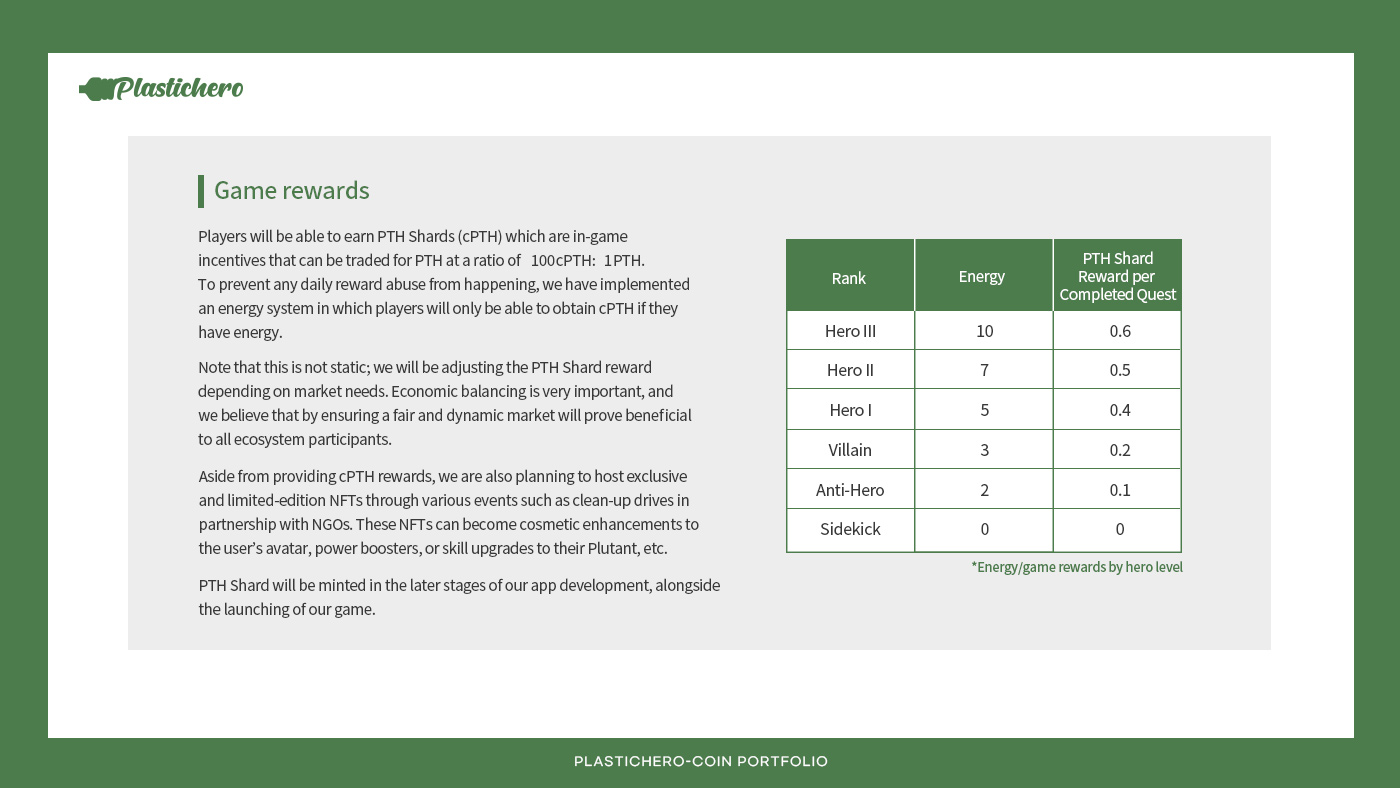 Plastichero
Game rewards
Players will be able to earn PTH Shards (cPTH) which are in-game
incentives that can be traded for PTH at a ratio of 100cPTH: 1PTH.
To prevent any daily reward abuse from happening, we have implemented
an energy system in which players will only be able to obtain cPTH if they
have energy.
Note that this is not static; we will be adjusting the PTH Shard reward
depending on market needs. Economic balancing is very important, and
we believe that by ensuring a fair and dynamic market will prove beneficial
to all ecosystem participants.
Aside from providing cPTH rewards, we are also planning to host exclusive
and limited-edition NFTs through various events such as clean-up drives in
partnership with NGOs. These NFTs can become cosmetic enhancements to
the user's avatar, power boosters, or skill upgrades to their Plutant, etc.
PTH Shard will be minted in the later stages of our app development, alongside
the launching of our game.
Rank Energy PTH Shard
Reward per
Completed Quest
Hero III 10 0.6
Hero II 7 0.5
Hero I 5 0.4
Villain 3 0.2
Anti-Hero 2 0.1
Sidekick 0 0
*Energy/game rewards by hero level
PLASTICHERO-COIN PORTFOLIO